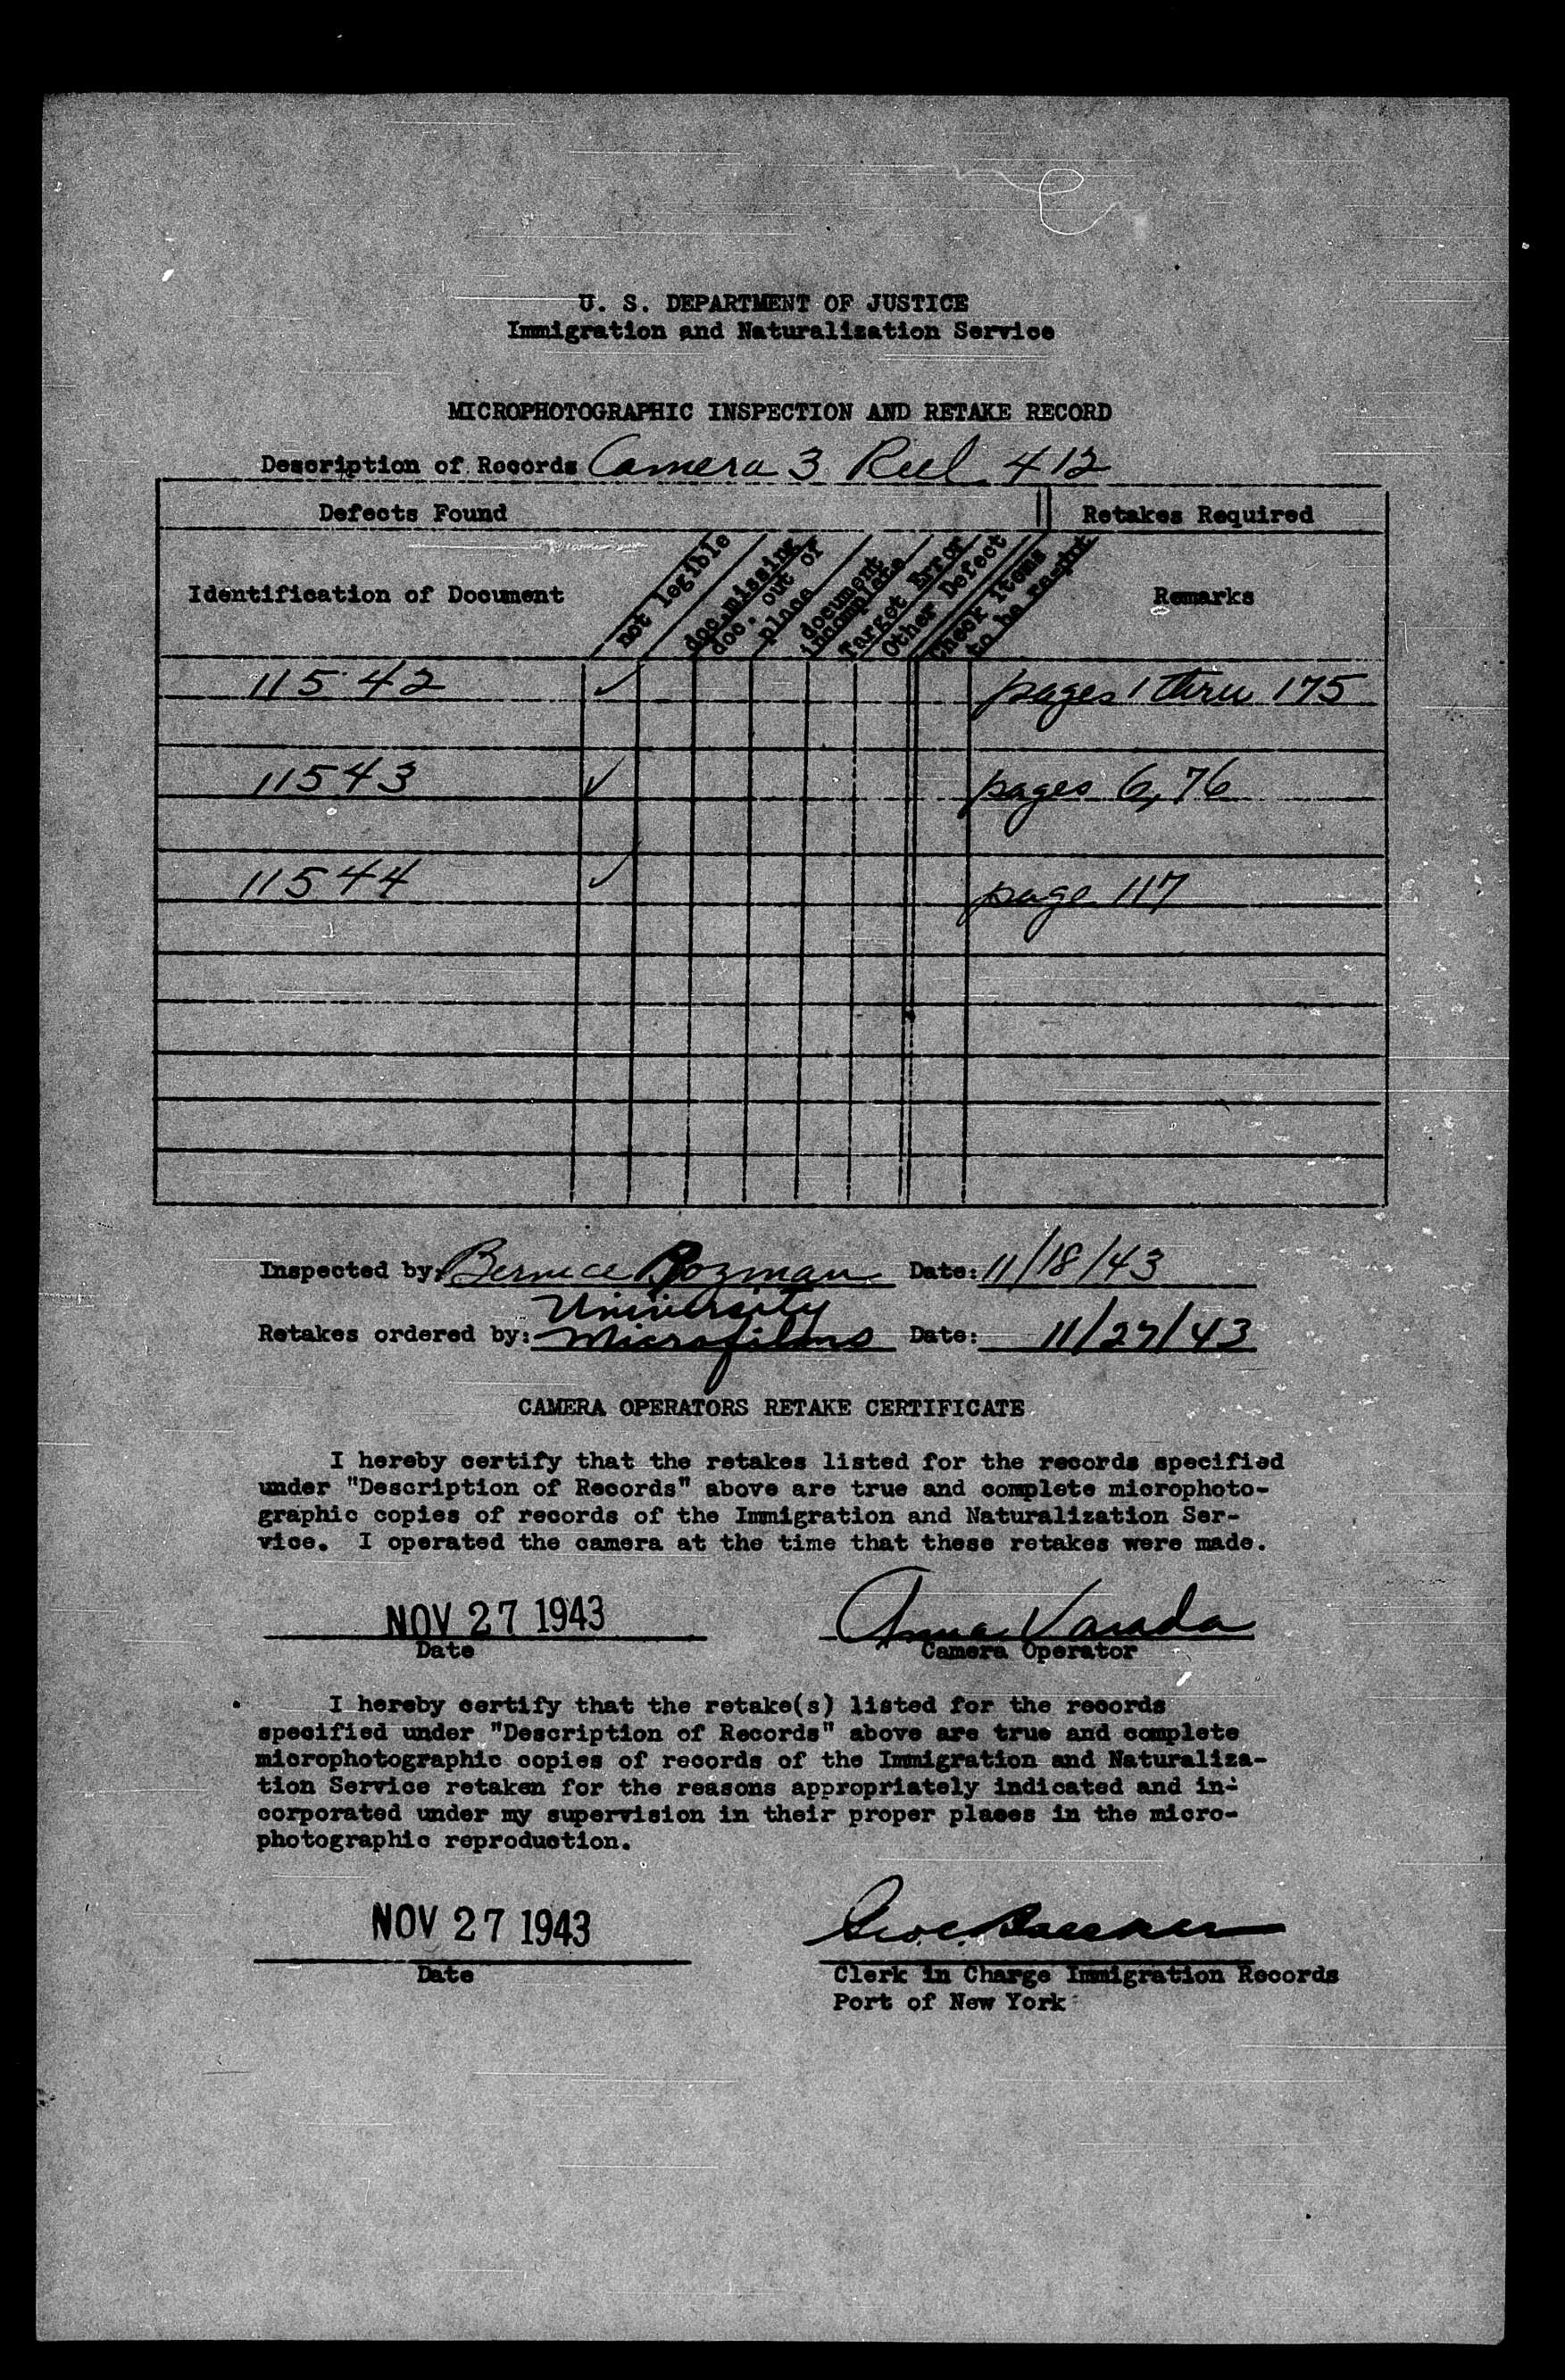 U. S. DEPARTMENT OF JUSTICE
Immigration and Naturalization Service
MICROPHOTOGRAPHIC INSPECTION AND RETAKE RECORD
Description of Records Camera 3 Reel 412
Defects Found Retakes Required
Identification of Document not legible doc. missing doc. out of place document incomplete Target Error Other Defect Check items Remarks
11542 ✓ pages 1 thru 175
11543 ✓ pages 6, 76
11544 ✓ page 117
Inspected by: Bernice Rozman Date: 11/18/43
University
Retakes ordered by: Microfilms Date: 11/27/43
CAMERA OPERATORS RETAKE CERTIFICATE
I hereby certify that the retakes listed for the records specified
under "Description of Records" above are true and complete microphoto-
graphic copies of records of the Immigration and Naturalization Ser-
vice. I operated the camera at the time that these retakes were made.
NOV 27 1943 Anna Varada
Date Camera Operator
I hereby certify that the retake(s) listed for the records
specified under "Description of Records" above are true and complete
microphotographic copies of records of the Immigration and Naturaliza-
tion Service retaken for the reasons appropriately indicated and in-
corporated under my supervision in their proper places in the micro-
photographic reproduction.
NOV 27 1943
Date Clerk in Charge Immigration Records
Port of New York